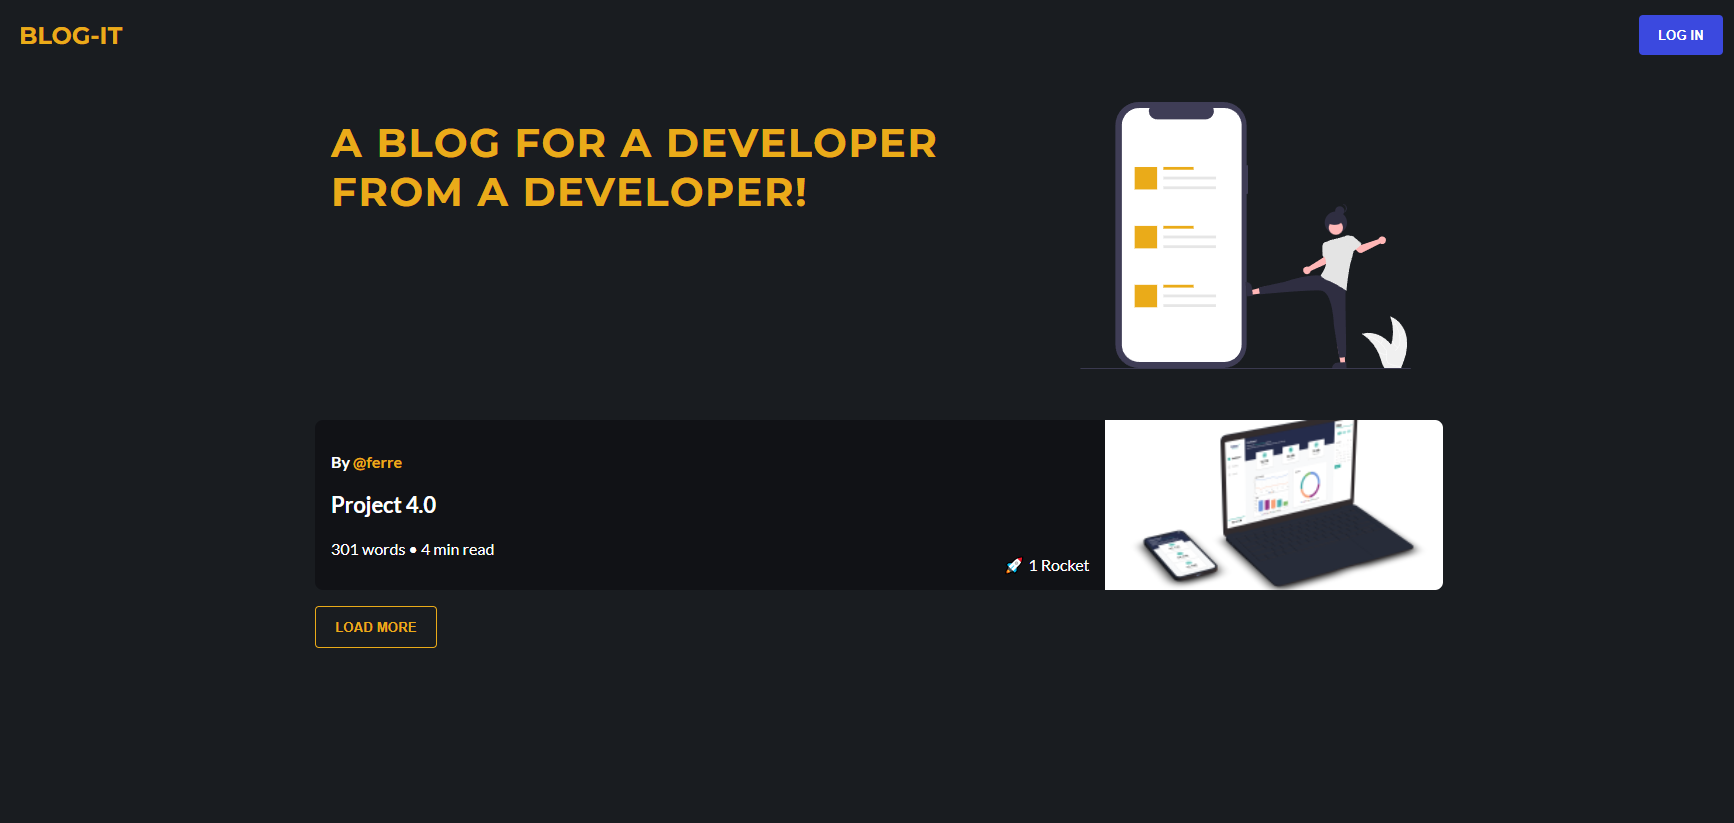 BLOG-IT
LOG IN
A BLOG FOR A DEVELOPER
FROM A DEVELOPER!
By @ferre
Project 4.0
301 words • 4 min read
🚀 1 Rocket
LOAD MORE